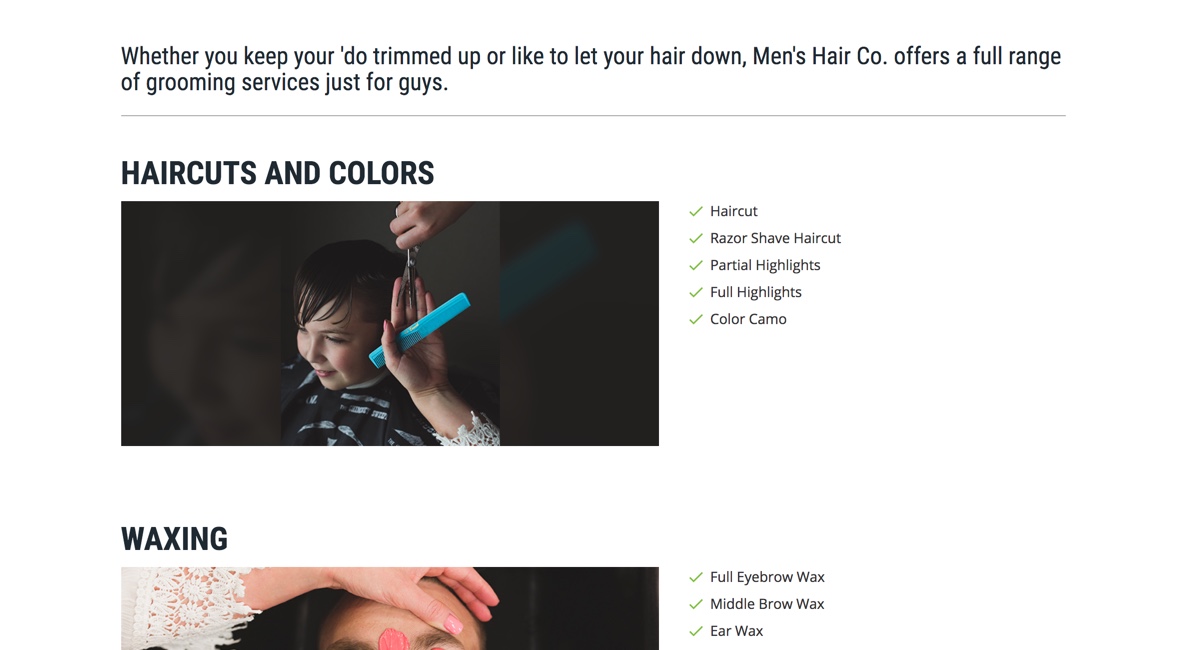 Whether you keep your 'do trimmed up or like to let your hair down, Men's Hair Co. offers a full range
of grooming services just for guys.
HAIRCUTS AND COLORS
Haircut
Razor Shave Haircut
Partial Highlights
Full Highlights
Color Camo
WAXING
Full Eyebrow Wax
Middle Brow Wax
Ear Wax